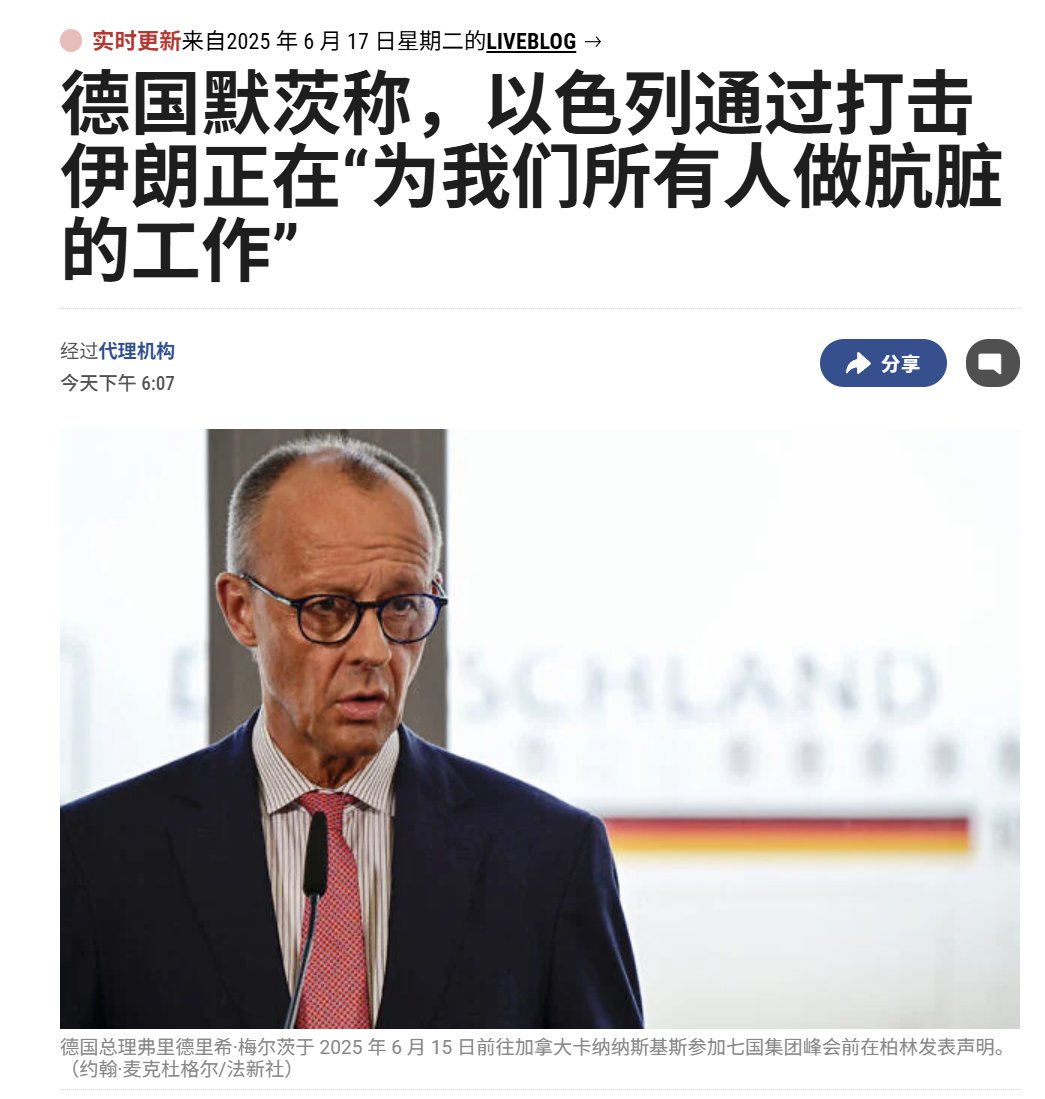 实时更新来自2025 年 6 月 17 日星期二的LIVEBLOG →
德国默茨称，以色列通过打击
伊朗正在“为我们所有人做肮脏
的工作”
经过代理机构
今天下午 6:07
分享
DEUTSCHLAND
德国总理弗里德里希·梅尔茨于 2025 年 6 月 15 日前往加拿大卡纳纳斯基斯参加七国集团峰会前在柏林发表声明。
（约翰·麦克杜格尔/法新社）